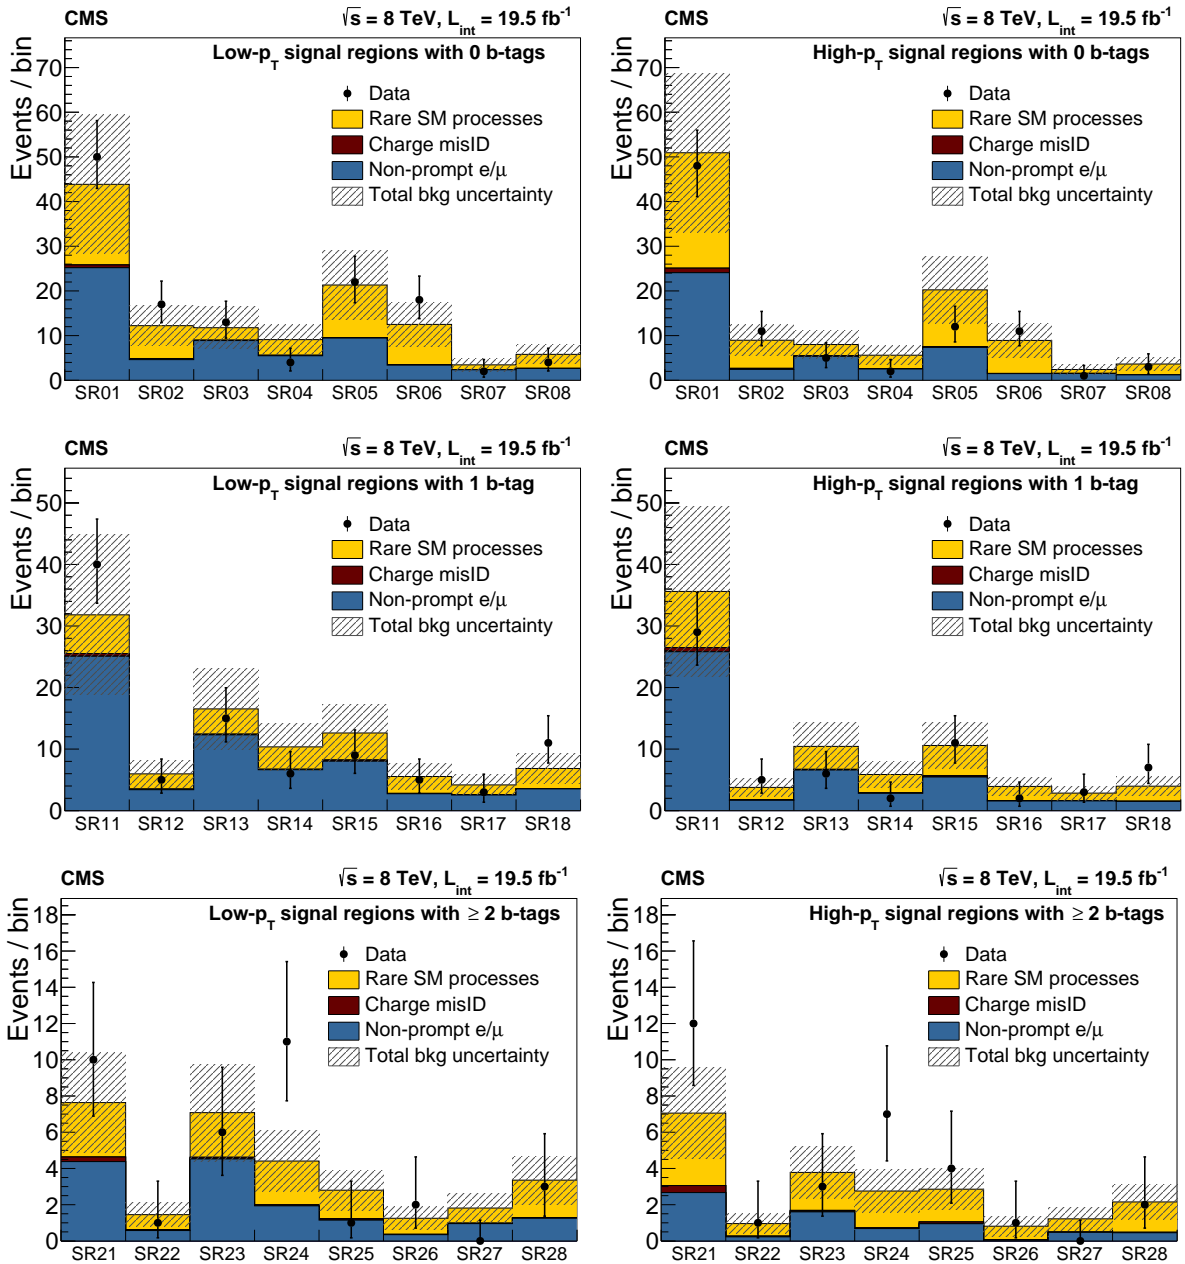 CMS
√s = 8 TeV, L_int = 19.5 fb⁻¹
Low-p_T signal regions with 0 b-tags
Events / bin
70
60
50
40
30
20
10
0
Data
Rare SM processes
Charge misID
Non-prompt e/μ
Total bkg uncertainty
SR01 SR02 SR03 SR04 SR05 SR06 SR07 SR08
CMS
√s = 8 TeV, L_int = 19.5 fb⁻¹
High-p_T signal regions with 0 b-tags
Events / bin
70
60
50
40
30
20
10
0
Data
Rare SM processes
Charge misID
Non-prompt e/μ
Total bkg uncertainty
SR01 SR02 SR03 SR04 SR05 SR06 SR07 SR08
CMS
√s = 8 TeV, L_int = 19.5 fb⁻¹
Low-p_T signal regions with 1 b-tag
Events / bin
50
40
30
20
10
0
Data
Rare SM processes
Charge misID
Non-prompt e/μ
Total bkg uncertainty
SR11 SR12 SR13 SR14 SR15 SR16 SR17 SR18
CMS
√s = 8 TeV, L_int = 19.5 fb⁻¹
High-p_T signal regions with 1 b-tag
Events / bin
50
40
30
20
10
0
Data
Rare SM processes
Charge misID
Non-prompt e/μ
Total bkg uncertainty
SR11 SR12 SR13 SR14 SR15 SR16 SR17 SR18
CMS
√s = 8 TeV, L_int = 19.5 fb⁻¹
Low-p_T signal regions with ≥ 2 b-tags
Events / bin
18
16
14
12
10
8
6
4
2
0
Data
Rare SM processes
Charge misID
Non-prompt e/μ
Total bkg uncertainty
SR21 SR22 SR23 SR24 SR25 SR26 SR27 SR28
CMS
√s = 8 TeV, L_int = 19.5 fb⁻¹
High-p_T signal regions with ≥ 2 b-tags
Events / bin
18
16
14
12
10
8
6
4
2
0
Data
Rare SM processes
Charge misID
Non-prompt e/μ
Total bkg uncertainty
SR21 SR22 SR23 SR24 SR25 SR26 SR27 SR28